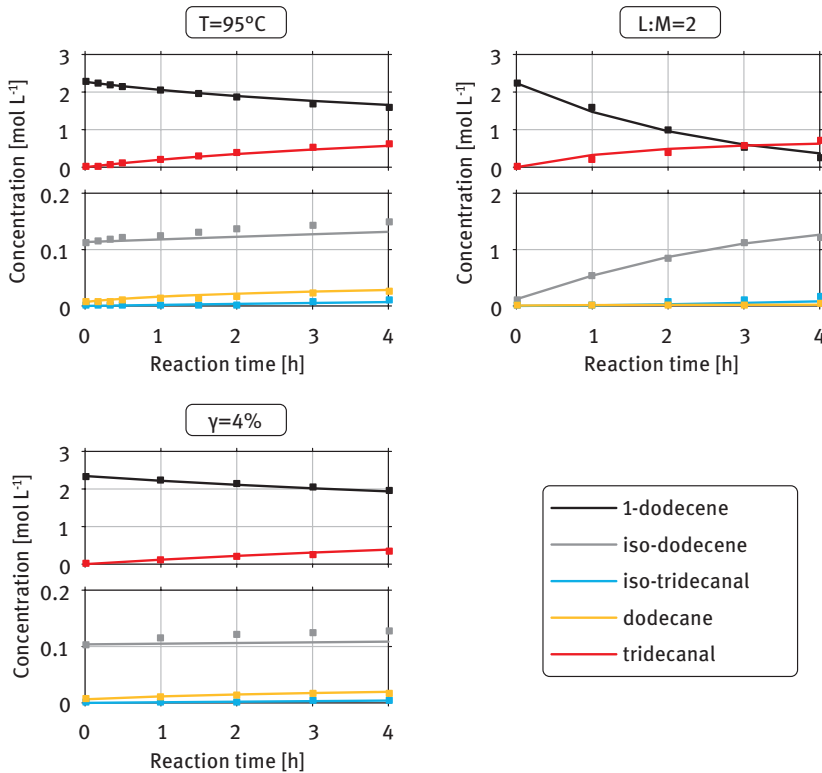 T=95°C
3
2
1
0
0.2
0.1
0
0 1 2 3 4
Concentration [mol L-1]
Reaction time [h]
L:M=2
3
2
1
0
2
1
0
0 1 2 3 4
Concentration [mol L-1]
Reaction time [h]
γ=4%
3
2
1
0
0.2
0.1
0
0 1 2 3 4
Concentration [mol L-1]
Reaction time [h]
1-dodecene
iso-dodecene
iso-tridecanal
dodecane
tridecanal